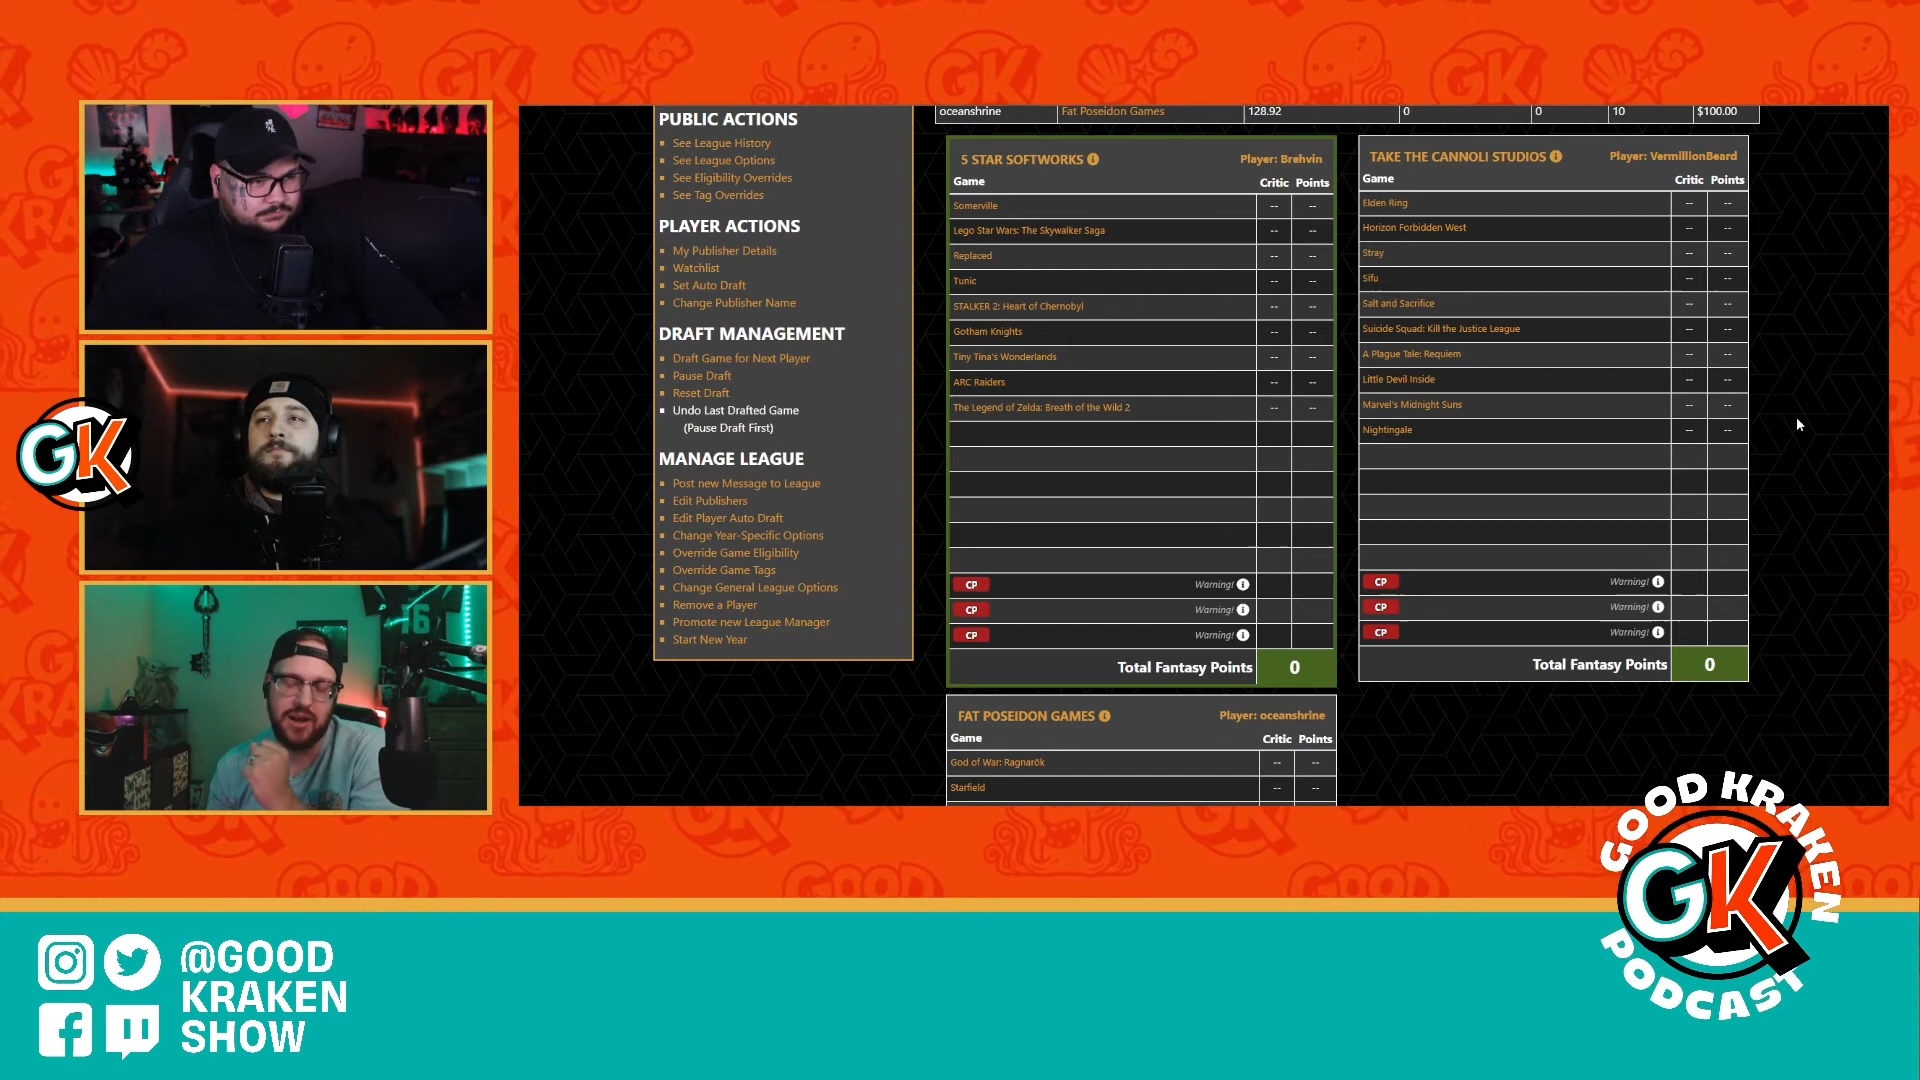 oceanshrine Fat Poseidon Games 128.92 0 0 10 $100.00
PUBLIC ACTIONS
See League History
See League Options
See Eligibility Overrides
See Tag Overrides
PLAYER ACTIONS
My Publisher Details
Watchlist
Set Auto Draft
Change Publisher Name
DRAFT MANAGEMENT
Draft Game for Next Player
Pause Draft
Reset Draft
Undo Last Drafted Game
(Pause Draft First)
MANAGE LEAGUE
Post new Message to League
Edit Publishers
Edit Player Auto Draft
Change Year-Specific Options
Override Game Eligibility
Override Game Tags
Change General League Options
Remove a Player
Promote new League Manager
Start New Year
5 STAR SOFTWORKS Player: Brehvin
Game Critic Points
Somerville -- --
Lego Star Wars: The Skywalker Saga -- --
Replaced -- --
Tunic -- --
STALKER 2: Heart of Chernobyl -- --
Gotham Knights -- --
Tiny Tina's Wonderlands -- --
ARC Raiders -- --
The Legend of Zelda: Breath of the Wild 2 -- --
CP Warning!
CP Warning!
CP Warning!
Total Fantasy Points 0
TAKE THE CANNOLI STUDIOS Player: VermillionBeard
Game Critic Points
Elden Ring -- --
Horizon Forbidden West -- --
Stray -- --
Sifu -- --
Salt and Sacrifice -- --
Suicide Squad: Kill the Justice League -- --
A Plague Tale: Requiem -- --
Little Devil Inside -- --
Marvel's Midnight Suns -- --
Nightingale -- --
CP Warning!
CP Warning!
CP Warning!
Total Fantasy Points 0
FAT POSEIDON GAMES Player: oceanshrine
Game Critic Points
God of War: Ragnarök -- --
Starfield -- --
GK
16
@GOOD
KRAKEN
SHOW
GOOD KRAKEN
GK
PODCAST